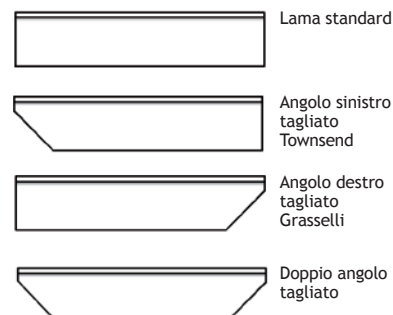 Lama standard
Angolo sinistro
tagliato
Townsend
Angolo destro
tagliato
Grasselli
Doppio angolo
tagliato